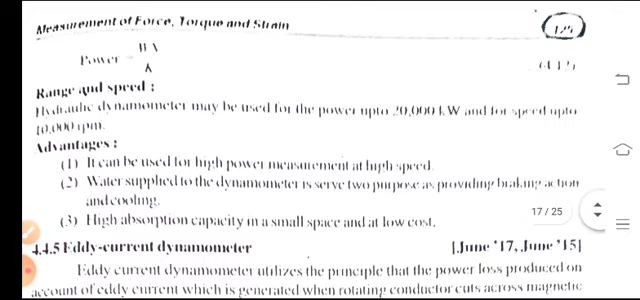 Measurement of Force, Torque and Strain
125
Power =
Range and speed :
Hydraulic dynamometer may be used for the power upto 20,000 kW and for speed upto
10,000 rpm.
Advantages :
(1) It can be used for high power measurement at high speed.
(2) Water supplied to the dynamometer is serve two purpose as providing braking action
and cooling.
(3) High absorption capacity in a small space and at low cost.
17 / 25
4.4.5 Eddy-current dynamometer [June '17, June '15]
Eddy current dynamometer utilizes the principle that the power loss produced on
account of eddy current which is generated when rotating conductor cuts across magnetic